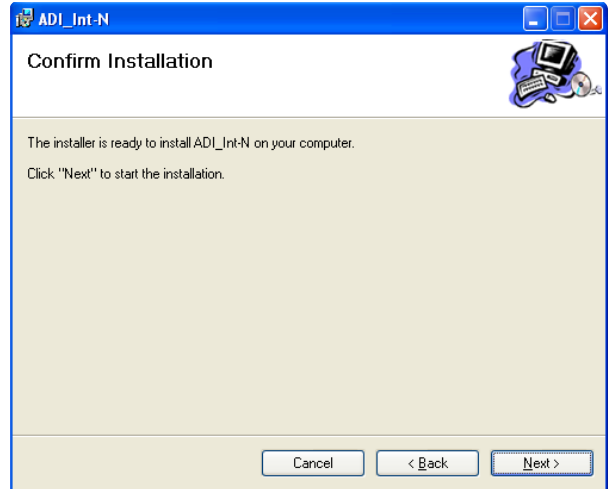 ADI_Int-N
Confirm Installation
The installer is ready to install ADI_Int-N on your computer.
Click "Next" to start the installation.
Cancel
< Back
Next >